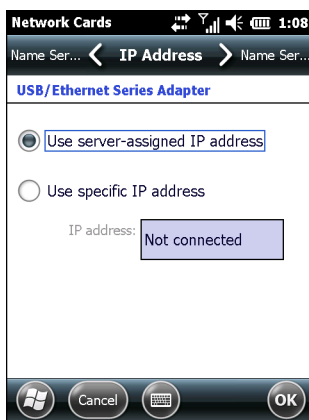 Network Cards 1:08
Name Ser... IP Address Name Ser...
USB/Ethernet Series Adapter
Use server-assigned IP address
Use specific IP address
IP address: Not connected
Cancel OK